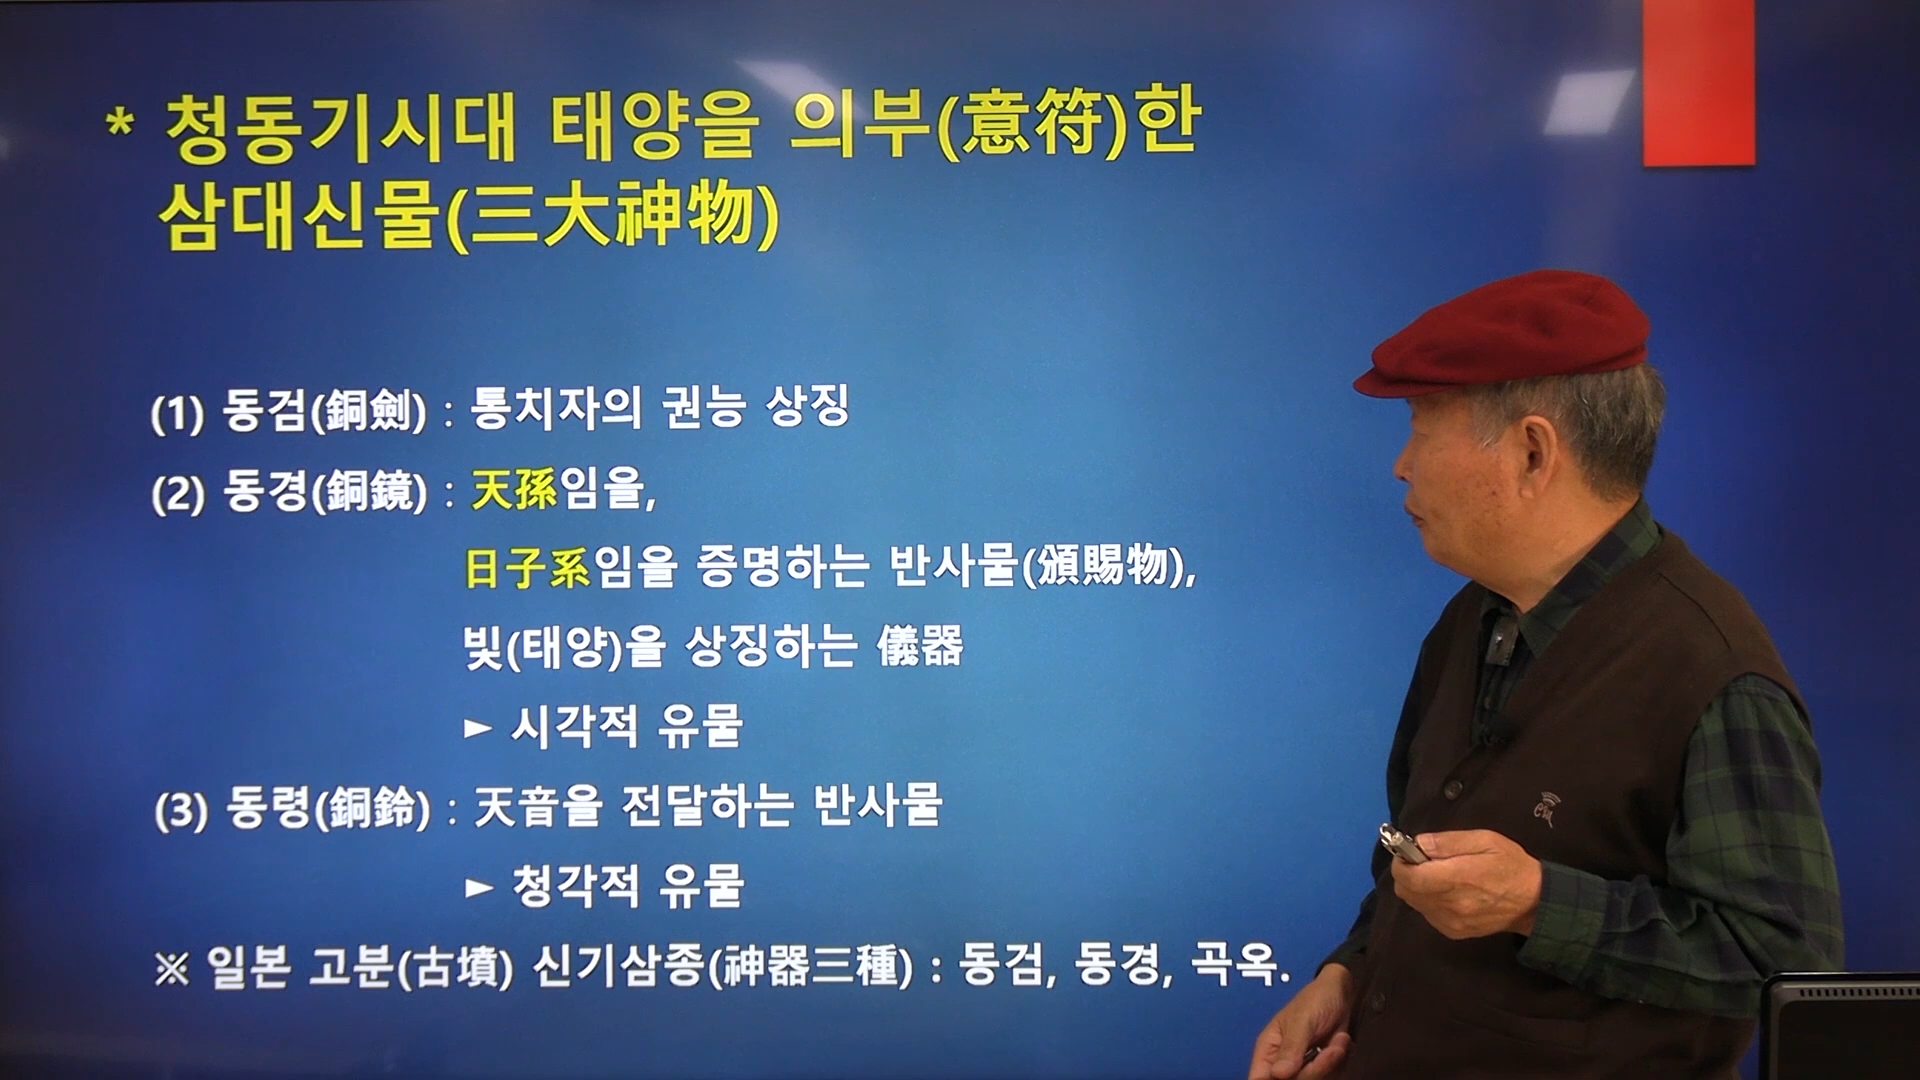 * 청동기시대 태양을 의부(意符)한
삼대신물(三大神物)
(1) 동검(銅劍) : 통치자의 권능 상징
(2) 동경(銅鏡) : 天孫임을,
日子系임을 증명하는 반사물(頒賜物),
빛(태양)을 상징하는 儀器
► 시각적 유물
(3) 동령(銅鈴) : 天音을 전달하는 반사물
► 청각적 유물
※ 일본 고분(古墳) 신기삼종(神器三種) : 동검, 동경, 곡옥.